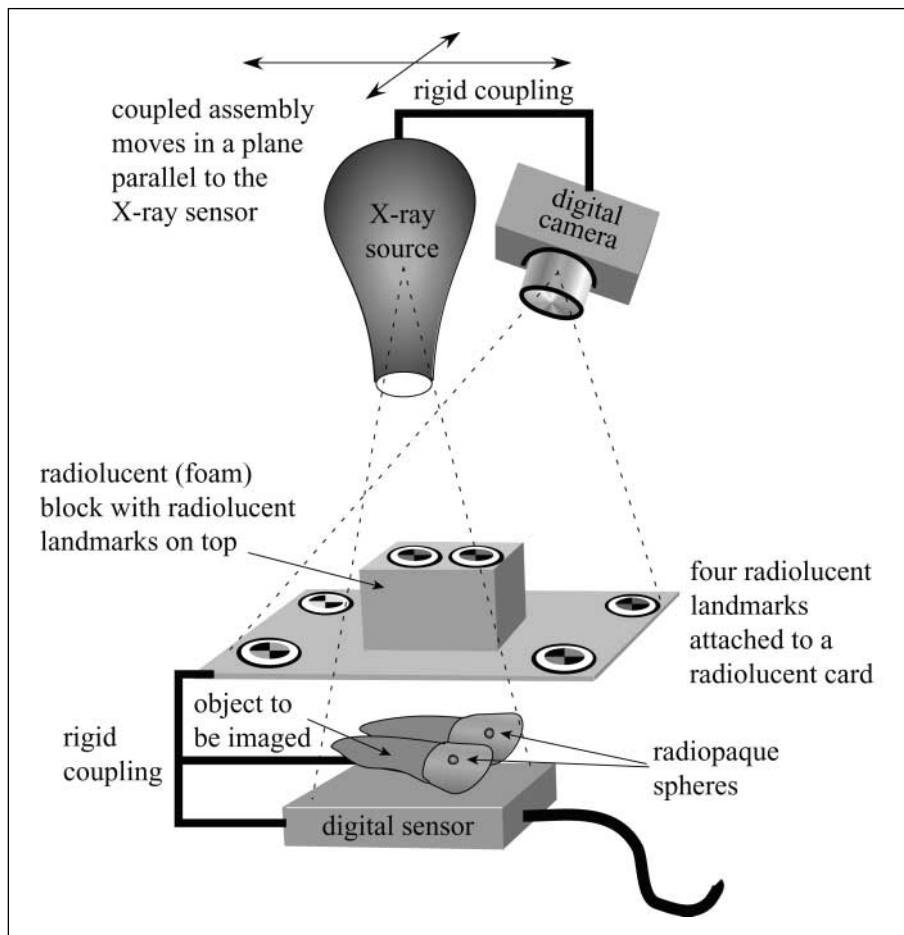 rigid coupling
coupled assembly
moves in a plane
parallel to the
X-ray sensor
X-ray
source
digital
camera
radiolucent (foam)
block with radiolucent
landmarks on top
four radiolucent
landmarks
attached to a
radiolucent card
object to
be imaged
rigid
coupling
radiopaque
spheres
digital sensor